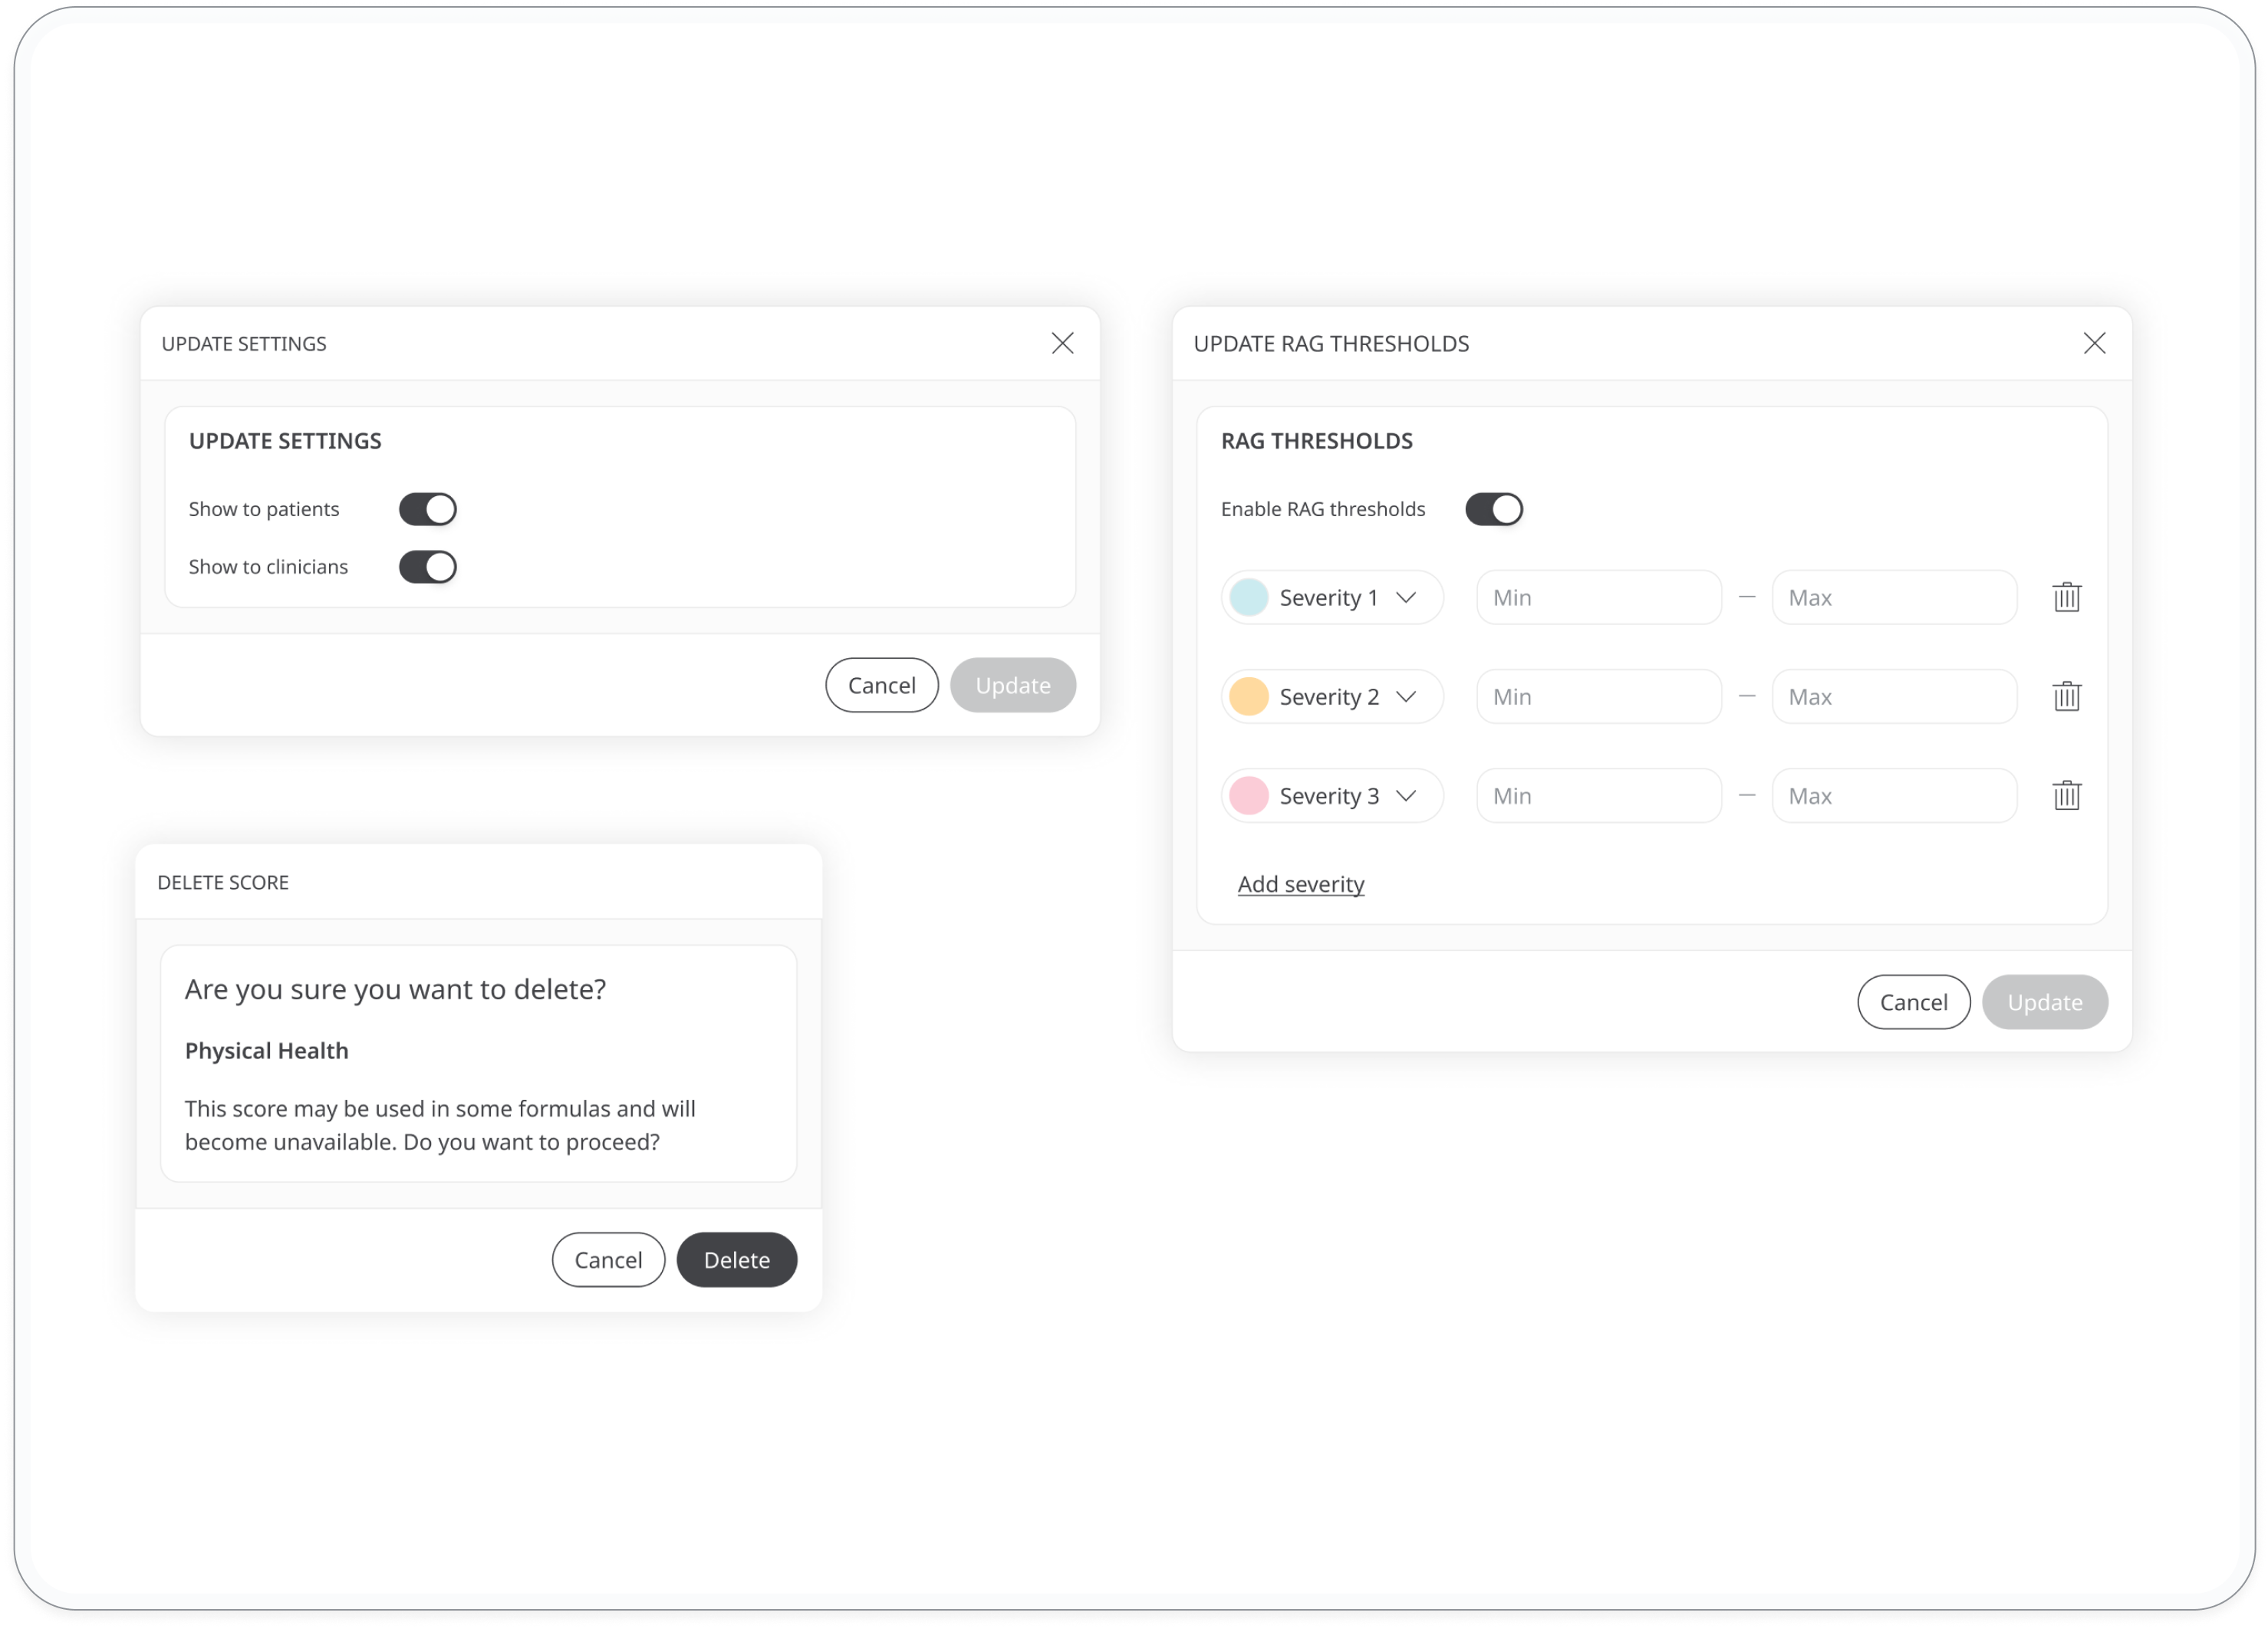 UPDATE SETTINGS
UPDATE SETTINGS
Show to patients
Show to clinicians
Cancel Update
DELETE SCORE
Are you sure you want to delete?
Physical Health
This score may be used in some formulas and will
become unavailable. Do you want to proceed?
Cancel Delete
UPDATE RAG THRESHOLDS
RAG THRESHOLDS
Enable RAG thresholds
Severity 1 Min – Max
Severity 2 Min – Max
Severity 3 Min – Max
Add severity
Cancel Update